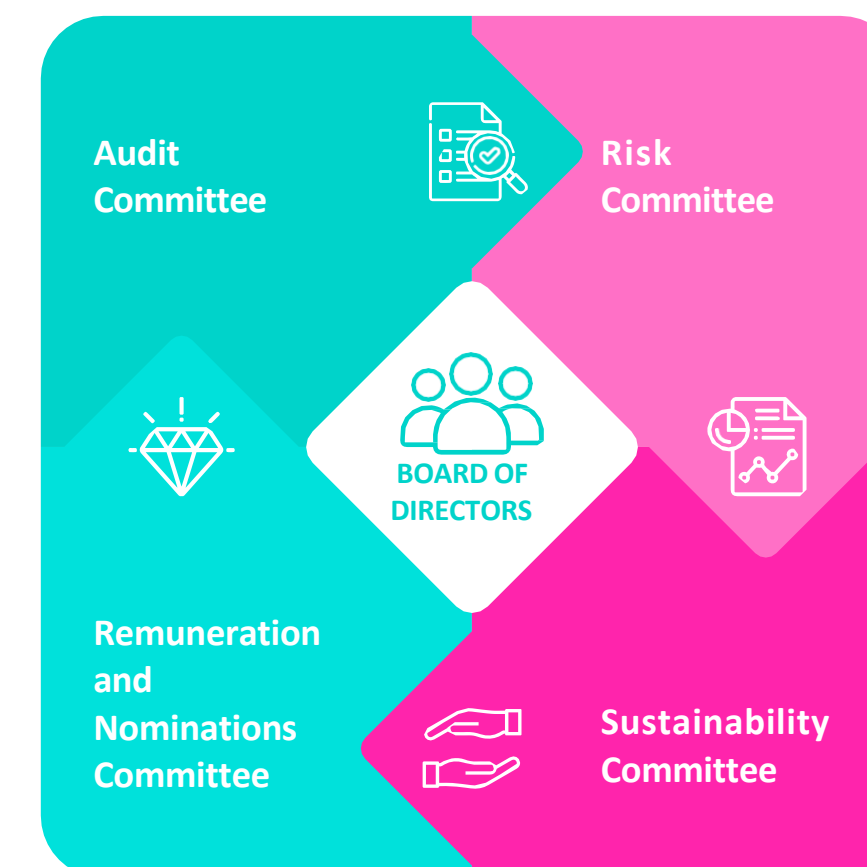 Audit
Committee
Risk
Committee
BOARD OF
DIRECTORS
Remuneration
and
Nominations
Committee
Sustainability
Committee